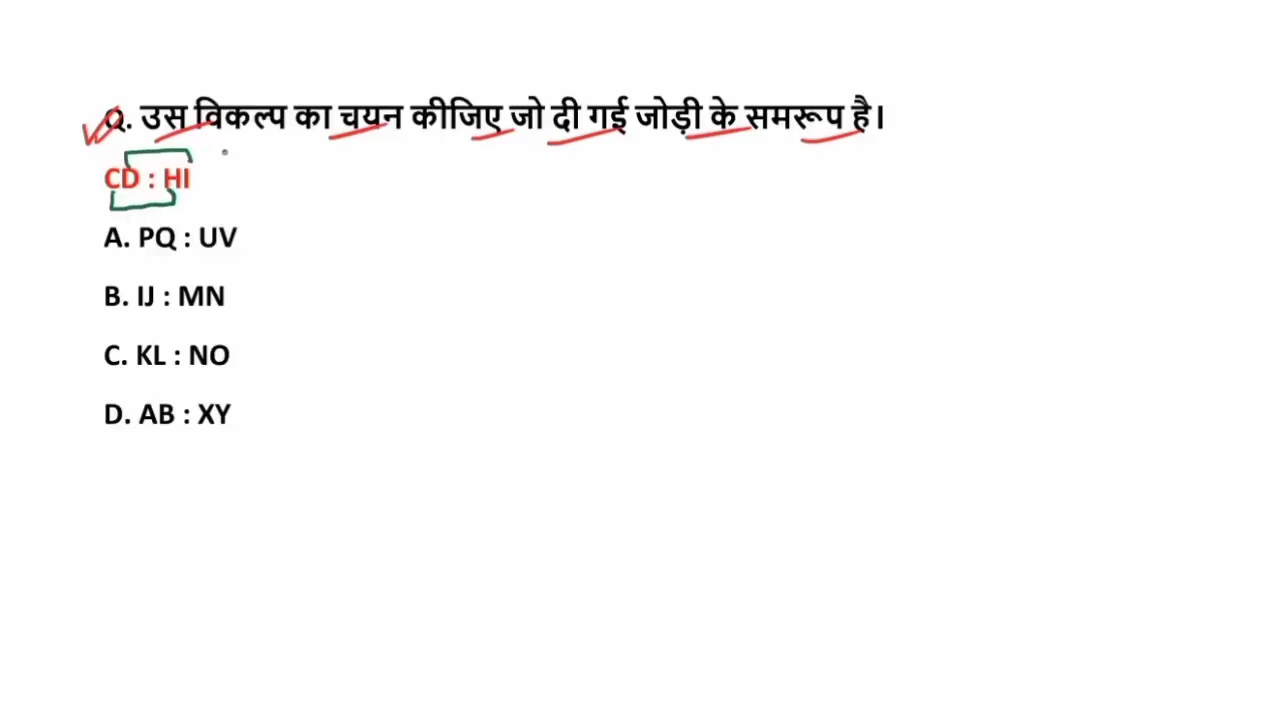 Q. उस विकल्प का चयन कीजिए जो दी गई जोड़ी के समरूप है।
CD : HI
A. PQ : UV
B. IJ : MN
C. KL : NO
D. AB : XY